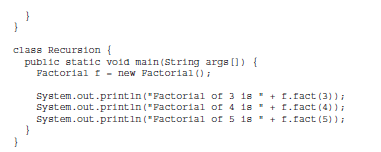 }
}
class Recursion {
public static void main(String args[]) {
Factorial f = new Factorial();
System.out.println("Factorial of 3 is " + f.fact(3));
System.out.println("Factorial of 4 is " + f.fact(4));
System.out.println("Factorial of 5 is " + f.fact(5));
}
}